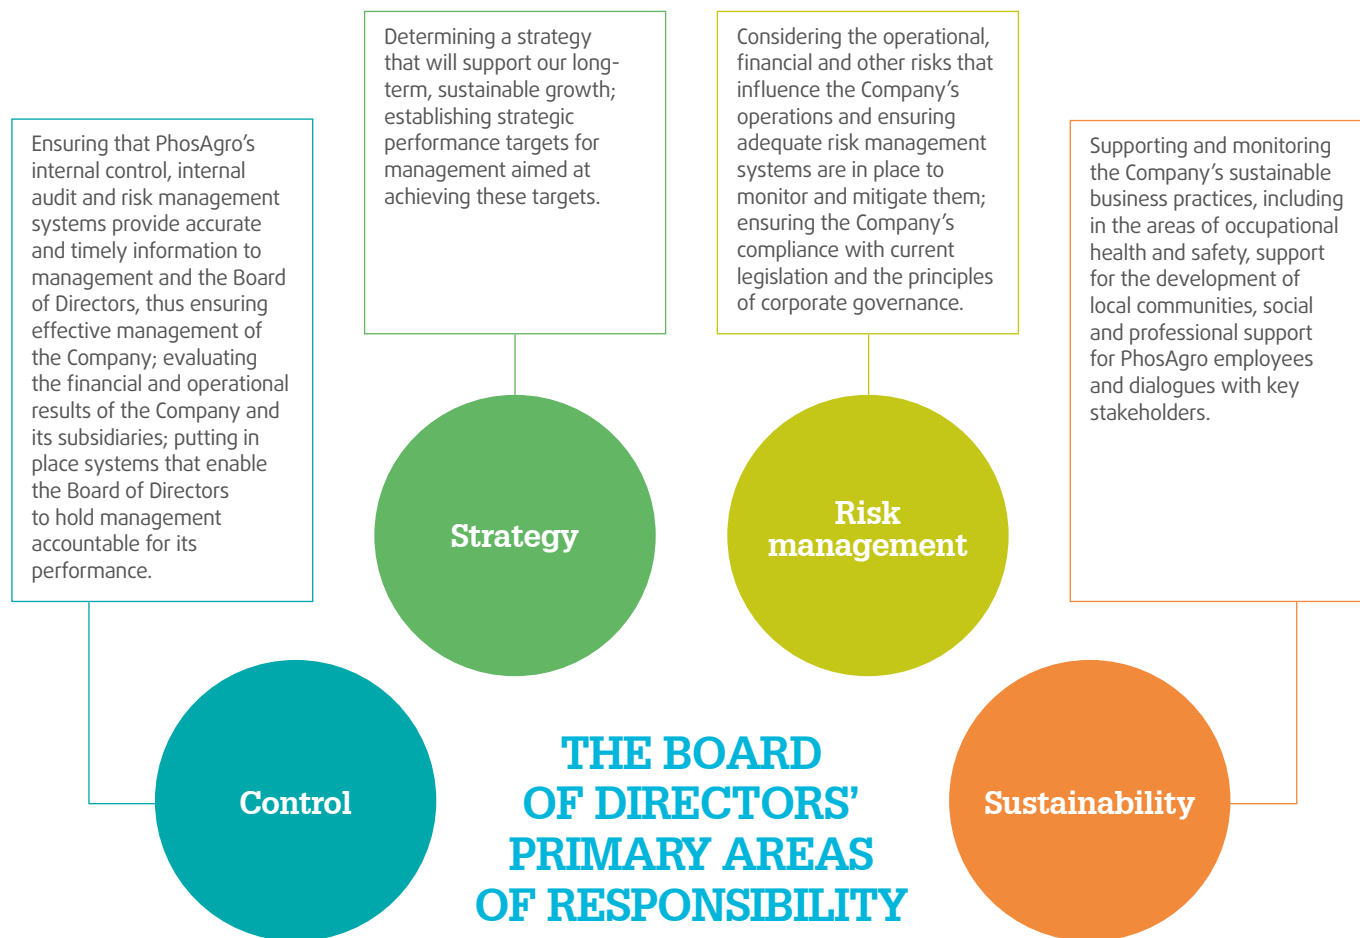 Ensuring that PhosAgro’s
internal control, internal
audit and risk management
systems provide accurate
and timely information to
management and the Board
of Directors, thus ensuring
effective management of
the Company; evaluating
the financial and operational
results of the Company and
its subsidiaries; putting in
place systems that enable
the Board of Directors
to hold management
accountable for its
performance.
Control
Determining a strategy
that will support our long-
term, sustainable growth;
establishing strategic
performance targets for
management aimed at
achieving these targets.
Strategy
Considering the operational,
financial and other risks that
influence the Company’s
operations and ensuring
adequate risk management
systems are in place to
monitor and mitigate them;
ensuring the Company’s
compliance with current
legislation and the principles
of corporate governance.
Risk
management
Supporting and monitoring
the Company’s sustainable
business practices, including
in the areas of occupational
health and safety, support
for the development of
local communities, social
and professional support
for PhosAgro employees
and dialogues with key
stakeholders.
Sustainability
THE BOARD
OF DIRECTORS’
PRIMARY AREAS
OF RESPONSIBILITY